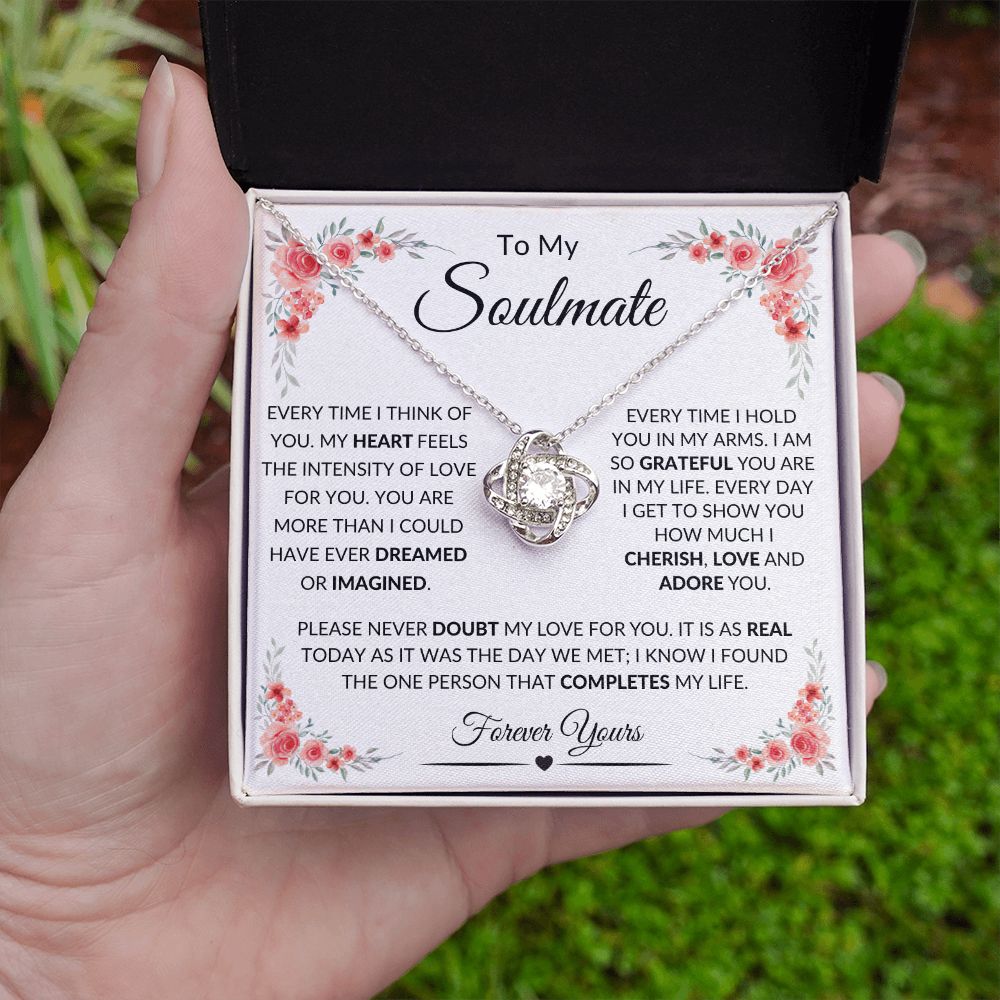 To My
Soulmate
EVERY TIME I THINK OF
YOU. MY HEART FEELS
THE INTENSITY OF LOVE
FOR YOU. YOU ARE
MORE THAN I COULD
HAVE EVER DREAMED
OR IMAGINED.
EVERY TIME I HOLD
YOU IN MY ARMS. I AM
SO GRATEFUL YOU ARE
IN MY LIFE. EVERY DAY
I GET TO SHOW YOU
HOW MUCH I
CHERISH, LOVE AND
ADORE YOU.
PLEASE NEVER DOUBT MY LOVE FOR YOU. IT IS AS REAL
TODAY AS IT WAS THE DAY WE MET; I KNOW I FOUND
THE ONE PERSON THAT COMPLETES MY LIFE.
Forever Yours